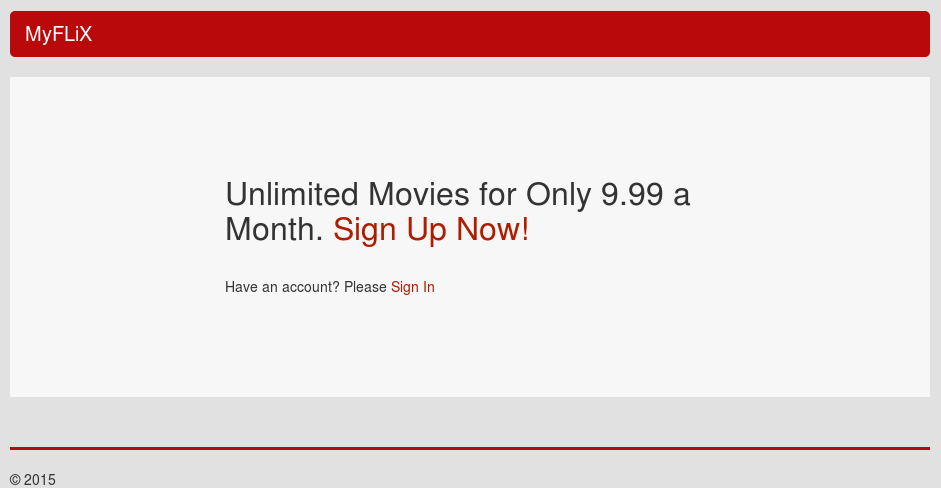 MyFLiX
Unlimited Movies for Only 9.99 a
Month. Sign Up Now!
Have an account? Please Sign In
© 2015